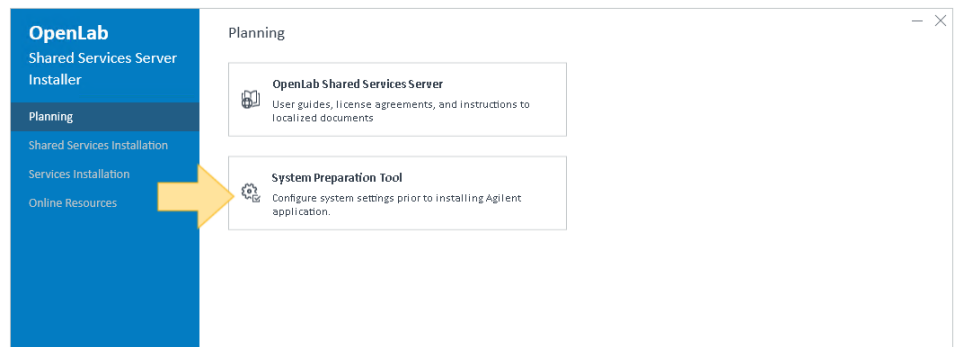 OpenLab
Shared Services Server
Installer
Planning
Shared Services Installation
Services Installation
Online Resources
Planning
OpenLab Shared Services Server
User guides, license agreements, and instructions to
localized documents
System Preparation Tool
Configure system settings prior to installing Agilent
application.